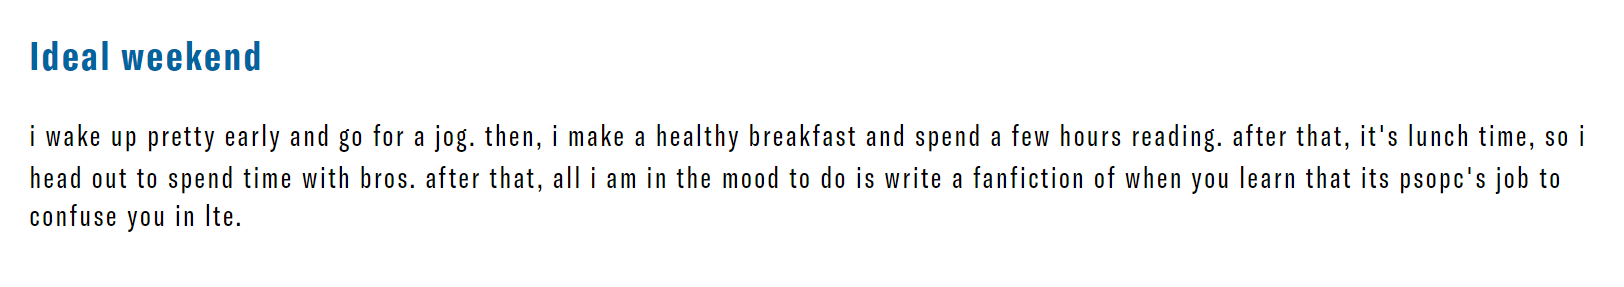 Ideal weekend
i wake up pretty early and go for a jog. then, i make a healthy breakfast and spend a few hours reading. after that, it's lunch time, so i
head out to spend time with bros. after that, all i am in the mood to do is write a fanfiction of when you learn that its psopc's job to
confuse you in lte.